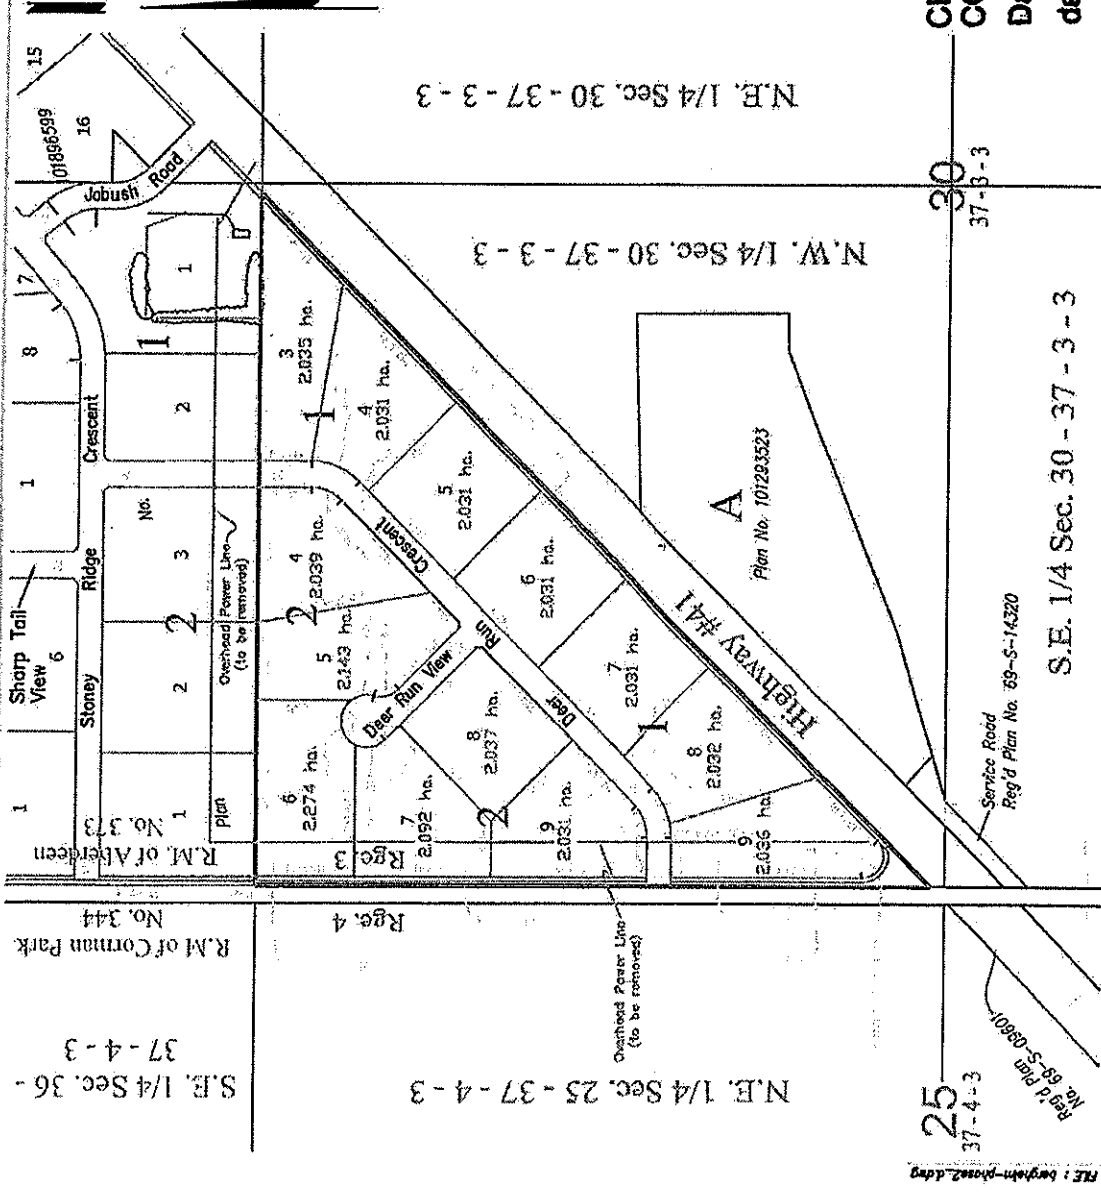 15
101896599
16
Jabush Road
7
8
1
1
1
2
Crescent
Sharp Tail
View
6
Ridge
Stoney
1
No.
3
2
2
1
Plan
Overhead Power Line
(to be removed)
R.M. of Aberdeen
No. 373
R.M of Corman Park
No. 344
Rge. 3
Rge. 4
S.E. 1/4 Sec. 36 -
37 - 4 - 3
N.E. 1/4 Sec. 25 - 37 - 4 - 3
N.E. 1/4 Sec. 30 - 37 - 3 - 3
N.W. 1/4 Sec. 30 - 37 - 3 - 3
3
2.035 ha.
1
4
2.031 ha.
5
2.031 ha.
6
2.031 ha.
7
2.031 ha.
1
8
2.032 ha.
9
2.036 ha.
4
2.039 ha.
2
5
2.143 ha.
6
2.274 ha.
7
2.092 ha.
8
2.037 ha.
2
9
2.031 ha.
Crescent
Run
Deer
Deer Run View
Overhead Power Line
(to be removed)
Highway #41
A
Plan No. 101293523
30
37-3-3
S.E. 1/4 Sec. 30 - 37 - 3 - 3
Service Road
Reg'd Plan No. 69-S-14320
25
37-4-3
Reg'd Plan
No. 69-S-09601
FILE : bergheim-phase2.d.dwg